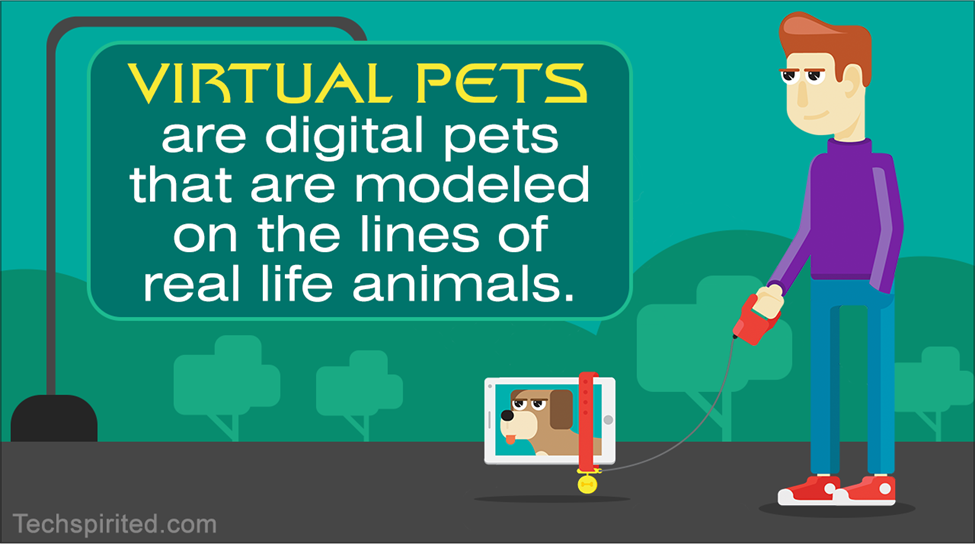 VIRTUAL PETS
are digital pets
that are modeled
on the lines of
real life animals.
Techspirited.com